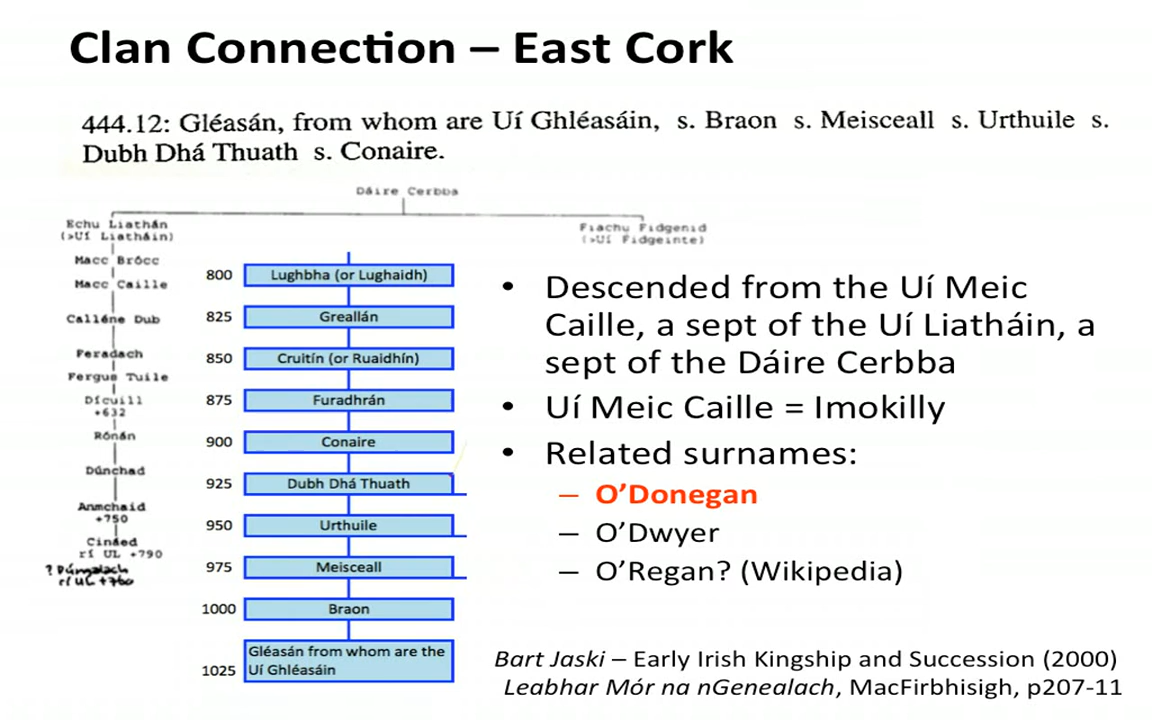 Clan Connection – East Cork
444.12: Gléasán, from whom are Uí Ghléasáin, s. Braon s. Meisceall s. Urthuile s.
Dubh Dhá Thuath s. Conaire.
Dáire Cerbba
Echu Liathán
(>Uí Liatháin)
Fiachu Fidgenid
(>Uí Fidgeinte)
Macc Brócc
Macc Caille
Calléne Dub
Feradach
Fergus Tuile
Dícuill
+632
Rónán
Dúnchad
Anmchaid
+750
Cináed
rí UL +790
rí UL +760
800 Lughbha (or Lughaidh)
825 Greallán
850 Cruitín (or Ruaidhín)
875 Furadhrán
900 Conaire
925 Dubh Dhá Thuath
950 Urthuile
975 Meisceall
1000 Braon
Gléasán from whom are the
1025 Uí Ghléasáin
• Descended from the Uí Meic
Caille, a sept of the Uí Liatháin, a
sept of the Dáire Cerbba
• Uí Meic Caille = Imokilly
• Related surnames:
– O’Donegan
– O’Dwyer
– O’Regan? (Wikipedia)
Bart Jaski – Early Irish Kingship and Succession (2000)
Leabhar Mór na nGenealach, MacFirbhisigh, p207-11